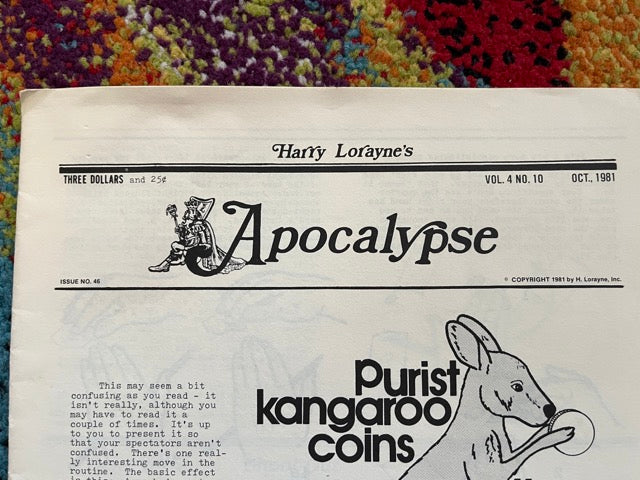 Harry Lorayne's
THREE DOLLARS and 25¢
VOL. 4 NO. 10 OCT., 1981
Apocalypse
ISSUE NO. 46
© COPYRIGHT 1981 by H. Lorayne, Inc.
Purist
kangaroo
coins
This may seem a bit
confusing as you read - it
isn't really, although you
may have to read it a
couple of times. It's up
to you to present it so
that your spectators aren't
confused. There's one real-
ly interesting move in the
routine. The basic effect
is this